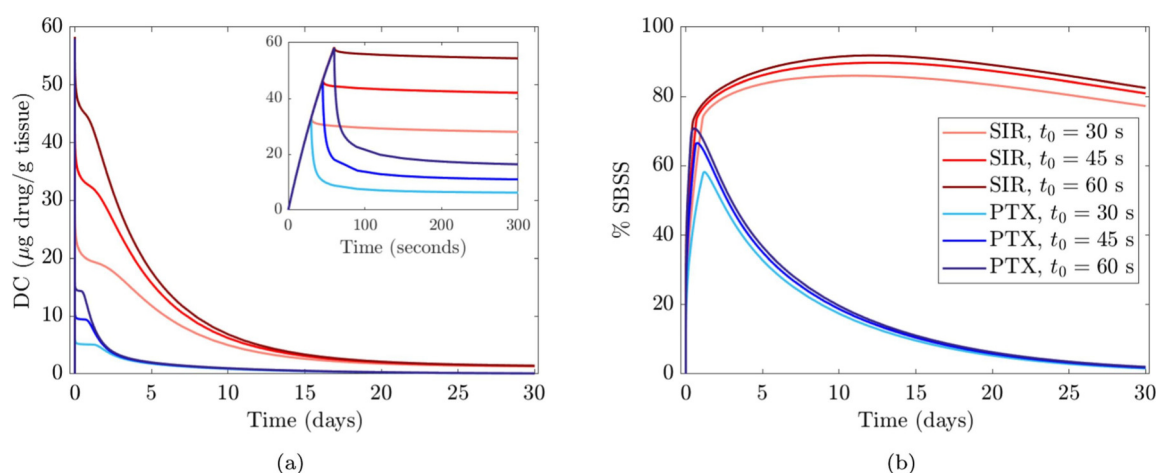 60
50
40
30
20
10
0
DC (μg drug/g tissue)
0 5 10 15 20 25 30
Time (days)
60
40
20
0
0 100 200 300
Time (seconds)
(a)
100
80
60
40
20
0
% SBSS
SIR, t₀ = 30 s
SIR, t₀ = 45 s
SIR, t₀ = 60 s
PTX, t₀ = 30 s
PTX, t₀ = 45 s
PTX, t₀ = 60 s
0 5 10 15 20 25 30
Time (days)
(b)